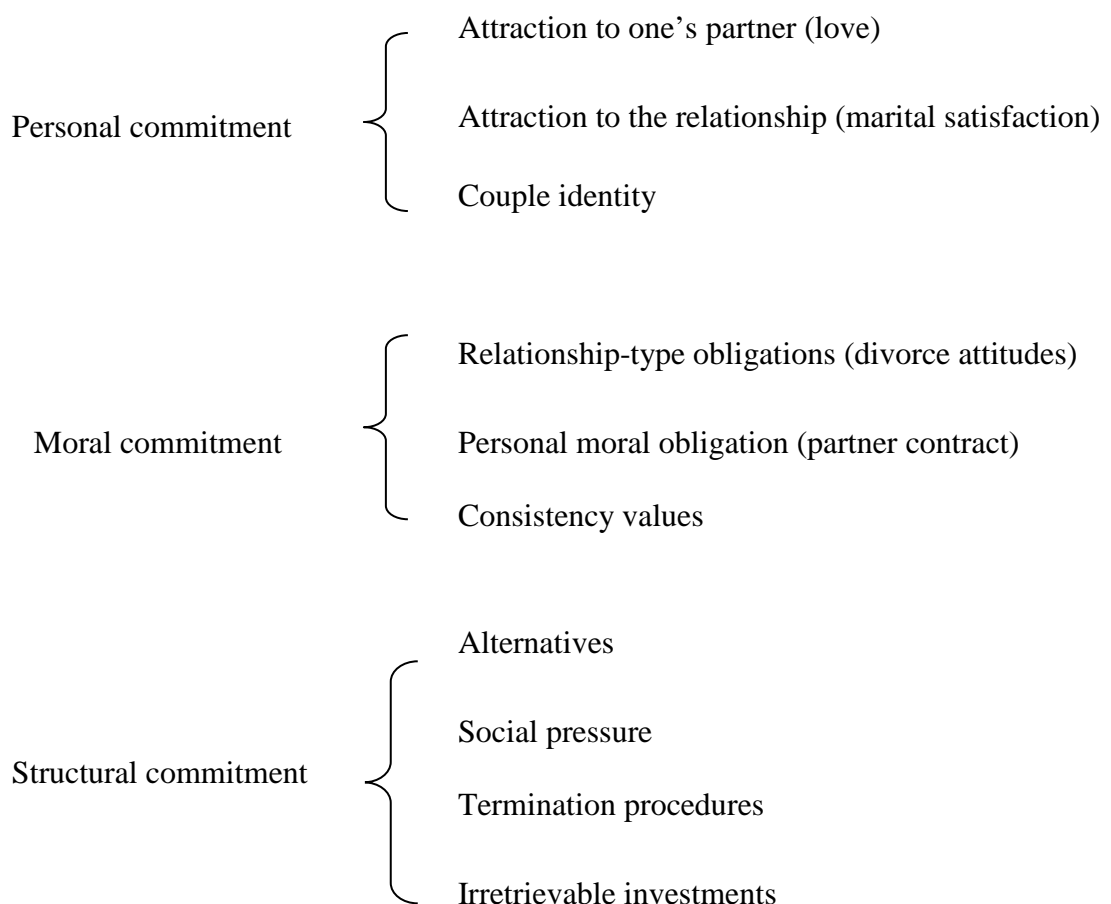 Personal commitment
Attraction to one’s partner (love)
Attraction to the relationship (marital satisfaction)
Couple identity
Moral commitment
Relationship-type obligations (divorce attitudes)
Personal moral obligation (partner contract)
Consistency values
Structural commitment
Alternatives
Social pressure
Termination procedures
Irretrievable investments